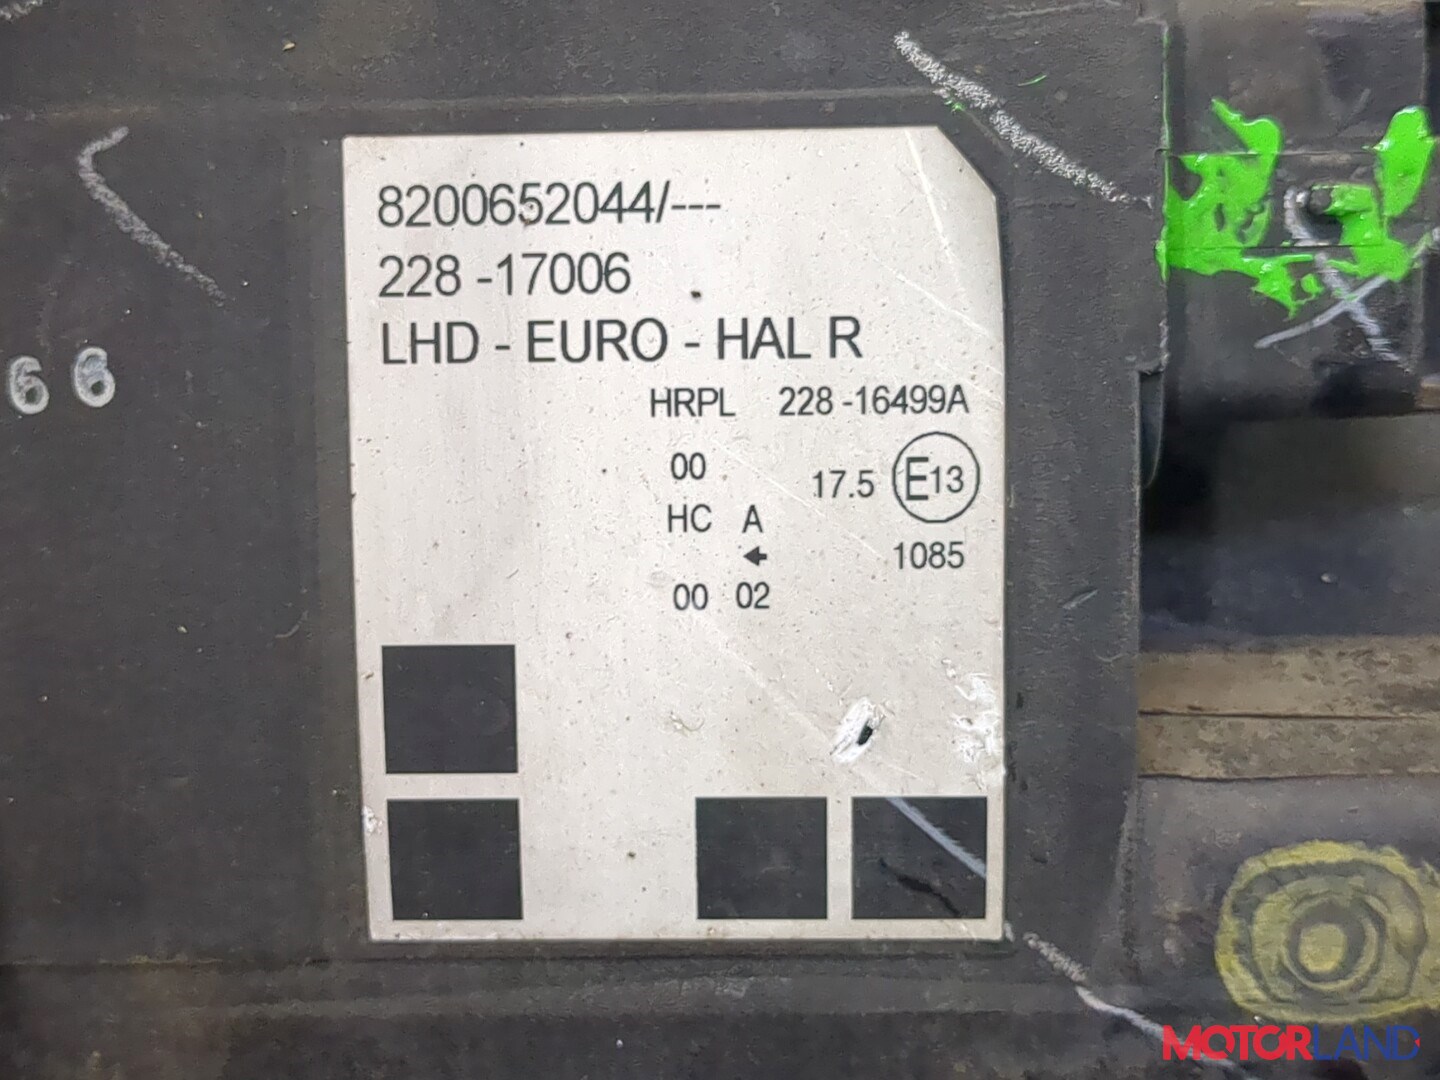 8200652044/---
228 -17006
LHD - EURO - HAL R
HRPL 228 -16499A
00
17.5 E13
HC A
1085
00 02
66
MOTORLAND